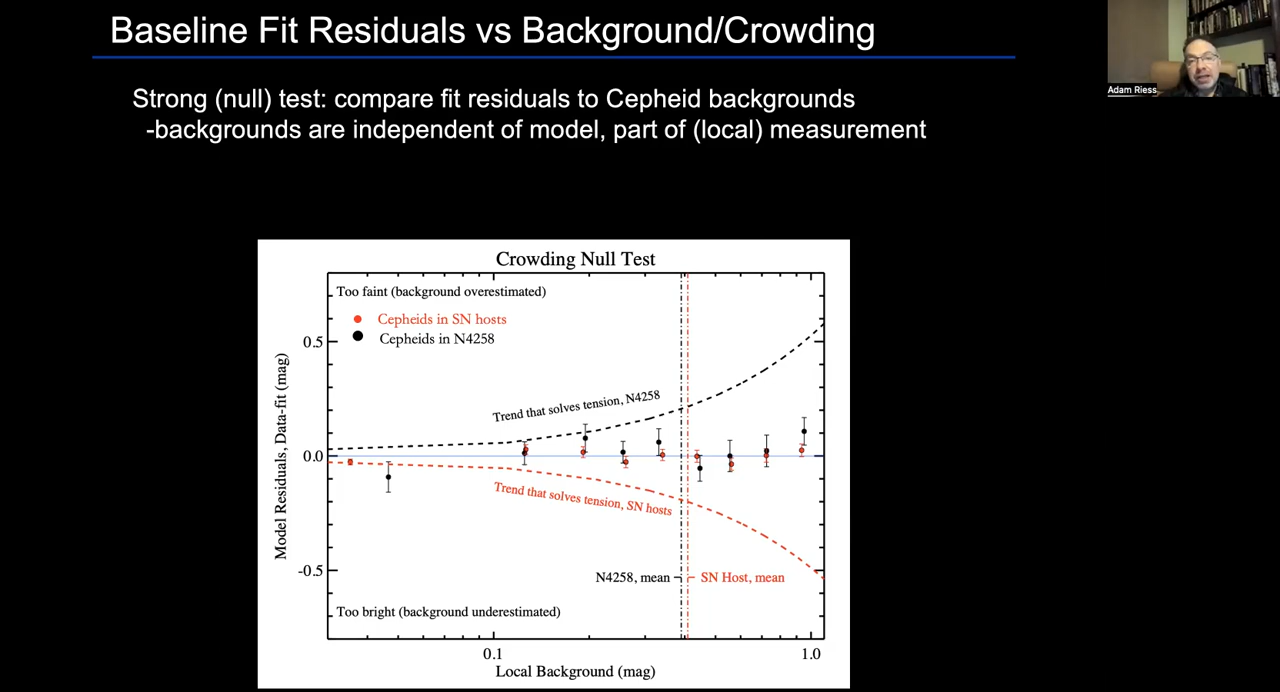 Baseline Fit Residuals vs Background/Crowding
Adam Riess
Strong (null) test: compare fit residuals to Cepheid backgrounds
-backgrounds are independent of model, part of (local) measurement
Crowding Null Test
Too faint (background overestimated)
Cepheids in SN hosts
Cepheids in N4258
Trend that solves tension, N4258
Trend that solves tension, SN hosts
N4258, mean
SN Host, mean
Too bright (background underestimated)
Model Residuals, Data-fit (mag)
0.5
0.0
-0.5
0.1
1.0
Local Background (mag)